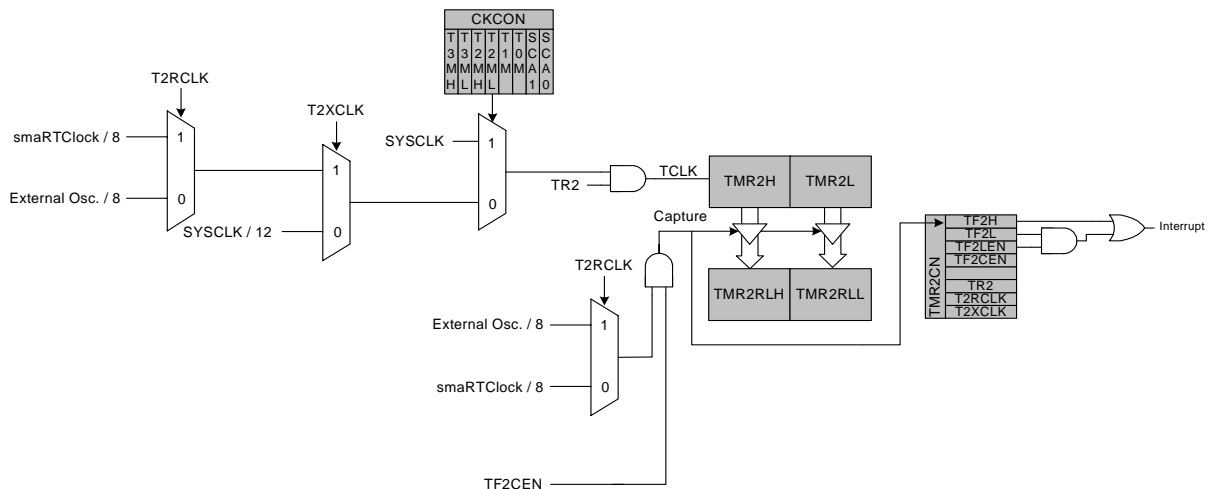 CKCON
T3MH T3ML T2MH T2ML T1M T0M SCA1 SCA0
T2RCLK
T2XCLK
smaRTClock / 8
1
0
External Osc. / 8
1
0
SYSCLK / 12
SYSCLK
1
0
TR2
TCLK
TMR2H TMR2L
Capture
TMR2RLH TMR2RLL
T2RCLK
External Osc. / 8
1
0
smaRTClock / 8
TF2CEN
TMR2CN
TF2H
TF2L
TF2LEN
TF2CEN
TR2
T2RCLK
T2XCLK
Interrupt